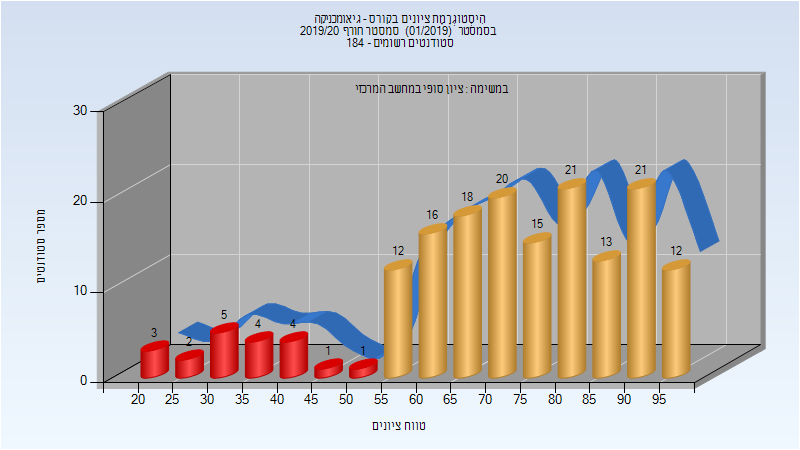 היסטוגרמת ציונים בקורס - גיאומכניקה
בסמסטר (01/2019) סמסטר חורף 2019/20
סטודנטים רשומים - 184
במשימה : ציון סופי במחשב המרכזי
מספר סטודנטים
30
20
10
0
3
2
5
4
4
1
1
12
16
18
20
15
21
13
21
12
20 25 30 35 40 45 50 55 60 65 70 75 80 85 90 95
טווח ציונים